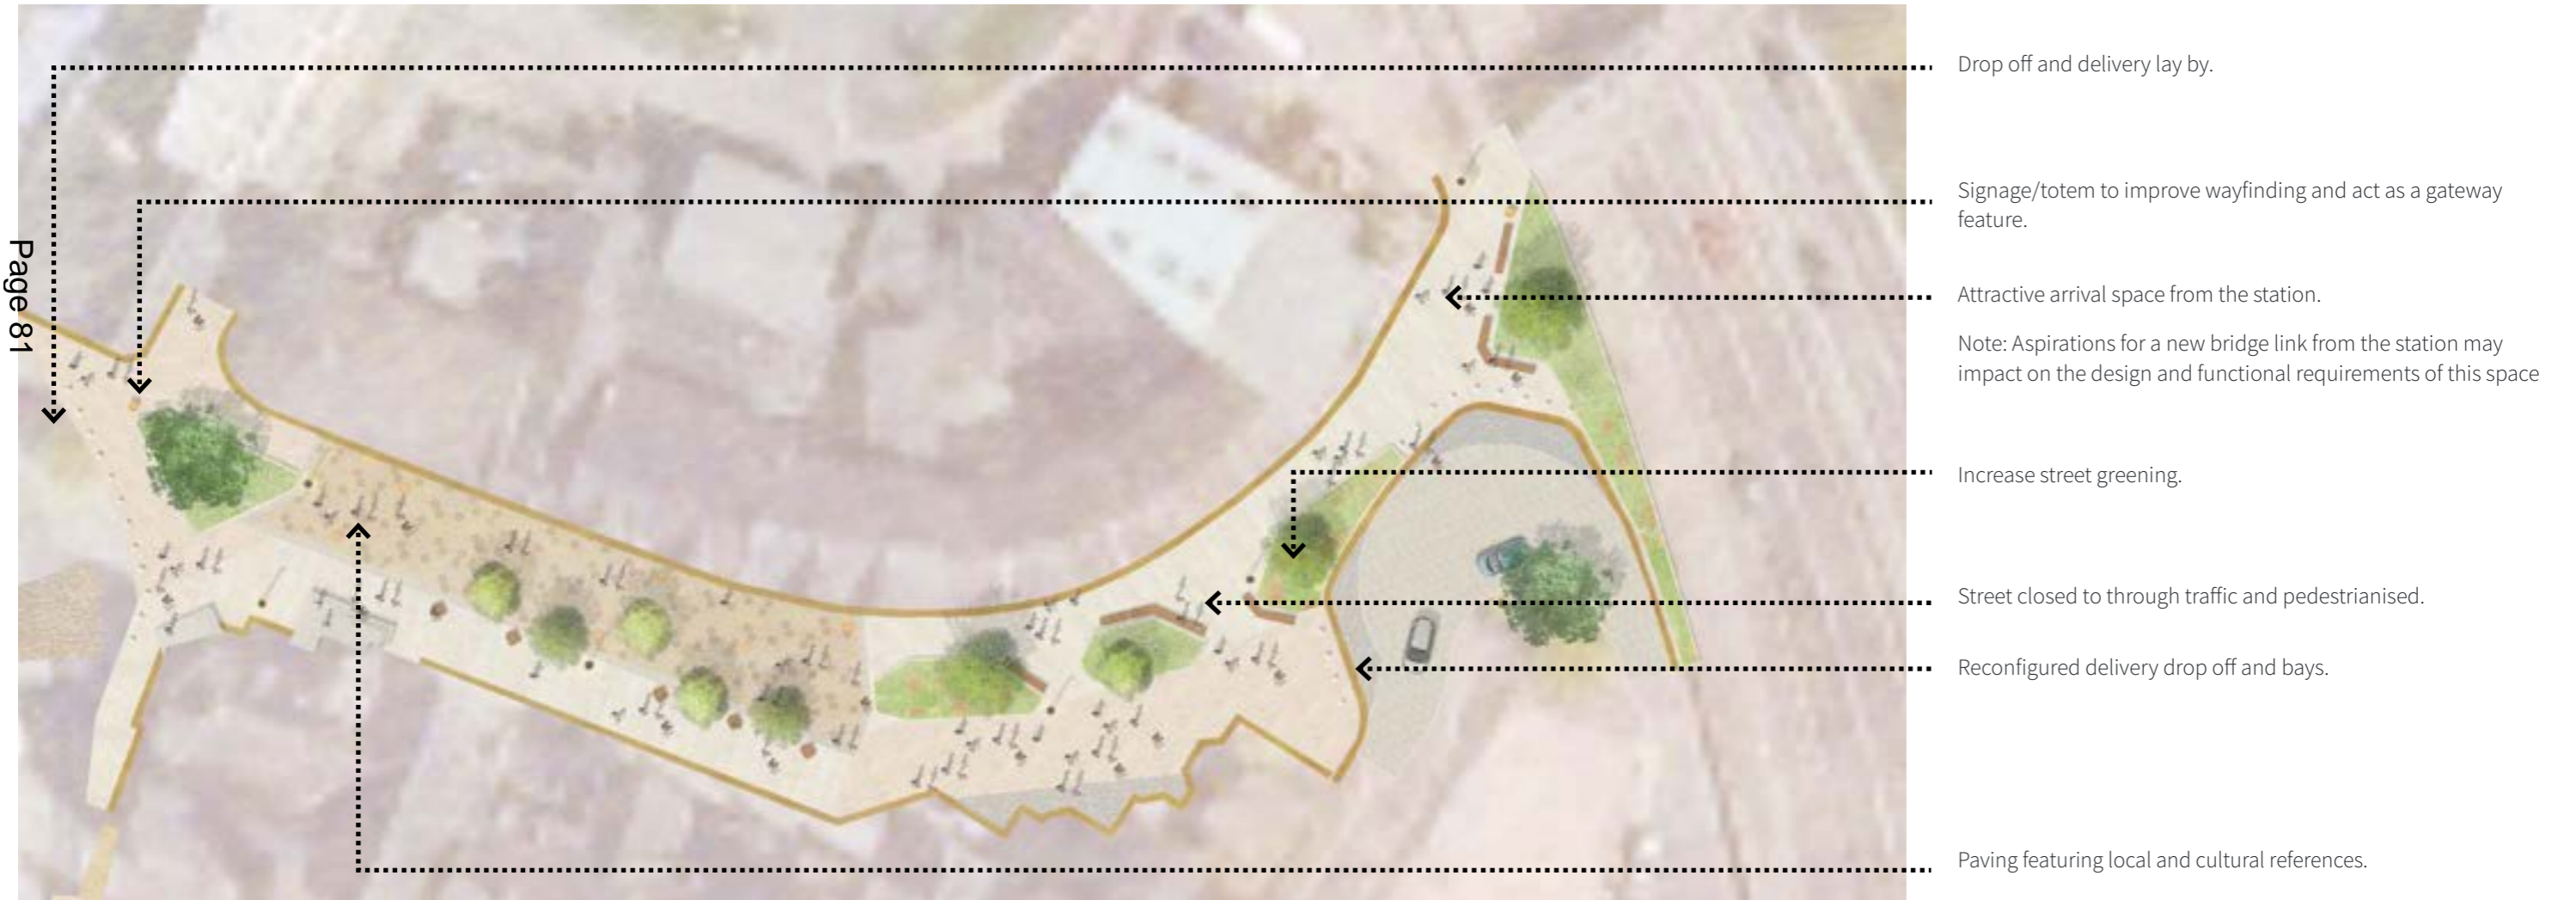 Drop off and delivery lay by.
Signage/totem to improve wayfinding and act as a gateway
feature.
Attractive arrival space from the station.
Note: Aspirations for a new bridge link from the station may
impact on the design and functional requirements of this space
Increase street greening.
Street closed to through traffic and pedestrianised.
Reconfigured delivery drop off and bays.
Paving featuring local and cultural references.
Page 81